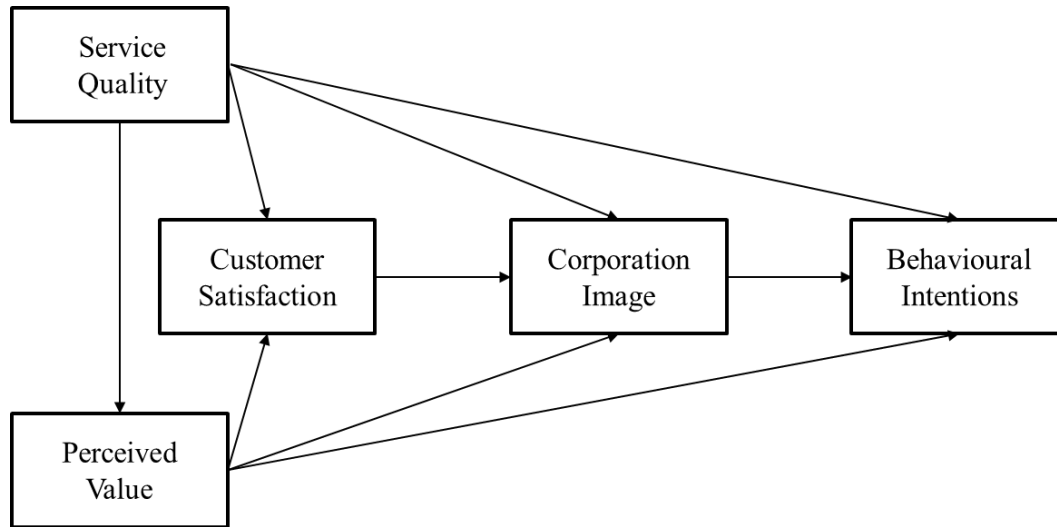 Service
Quality
Customer
Satisfaction
Corporation
Image
Behavioural
Intentions
Perceived
Value